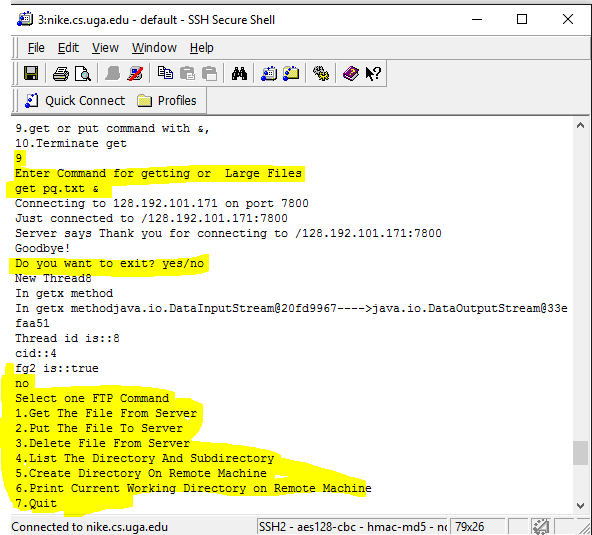 3:nike.cs.uga.edu - default - SSH Secure Shell
File Edit View Window Help
Quick Connect Profiles
9.get or put command with &,
10.Terminate get
9
Enter Command for getting or  Large Files
get pq.txt &
Connecting to 128.192.101.171 on port 7800
Just connected to /128.192.101.171:7800
Server says Thank you for connecting to /128.192.101.171:7800
Goodbye!
Do you want to exit? yes/no
New Thread8
In getx method
In getx methodjava.io.DataInputStream@20fd9967---->java.io.DataOutputStream@33e
faa51
Thread id is::8
cid::4
fg2 is::true
no
Select one FTP Command
1.Get The File From Server
2.Put The File To Server
3.Delete File From Server
4.List The Directory And Subdirectory
5.Create Directory On Remote Machine
6.Print Current Working Directory on Remote Machine
7.Quit
Connected to nike.cs.uga.edu SSH2 - aes128-cbc - hmac-md5 - 79x26